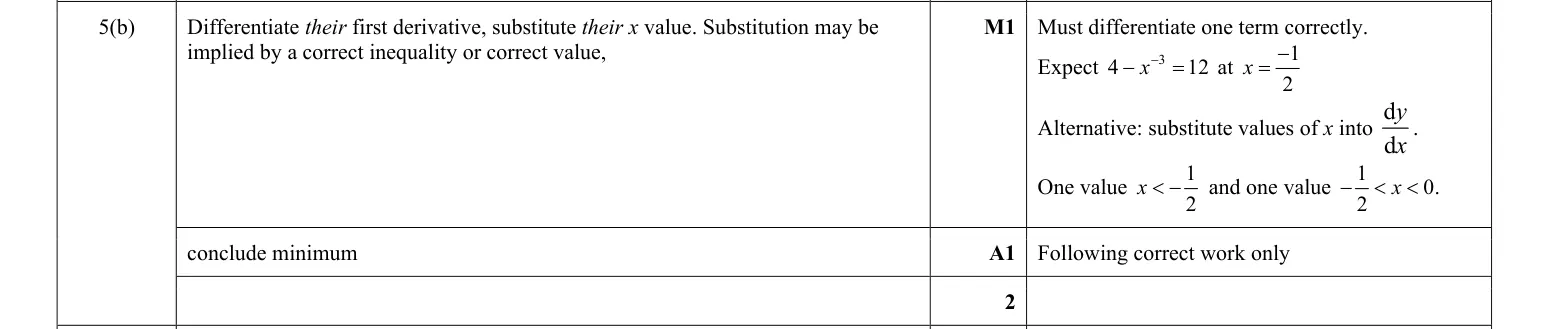 5(b) Differentiate their first derivative, substitute their x value. Substitution may be M1 Must differentiate one term correctly.
implied by a correct inequality or correct value,
Expect 4 − x⁻³ = 12 at x = −1/2
Alternative: substitute values of x into dy/dx .
One value x < −1/2 and one value −1/2 < x < 0.
conclude minimum A1 Following correct work only
2